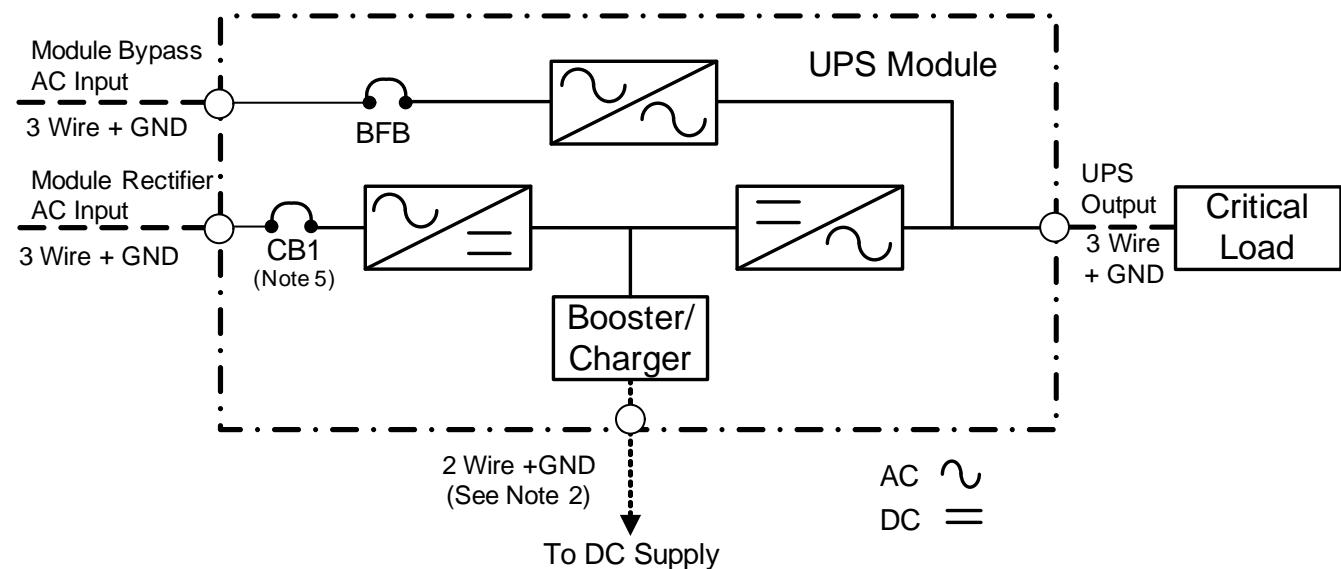 Module Bypass
AC Input
3 Wire + GND
BFB
UPS Module
Module Rectifier
AC Input
3 Wire + GND
CB1
(Note 5)
UPS
Output
3 Wire
+ GND
Critical
Load
Booster/
Charger
2 Wire +GND
(See Note 2)
To DC Supply
AC
DC